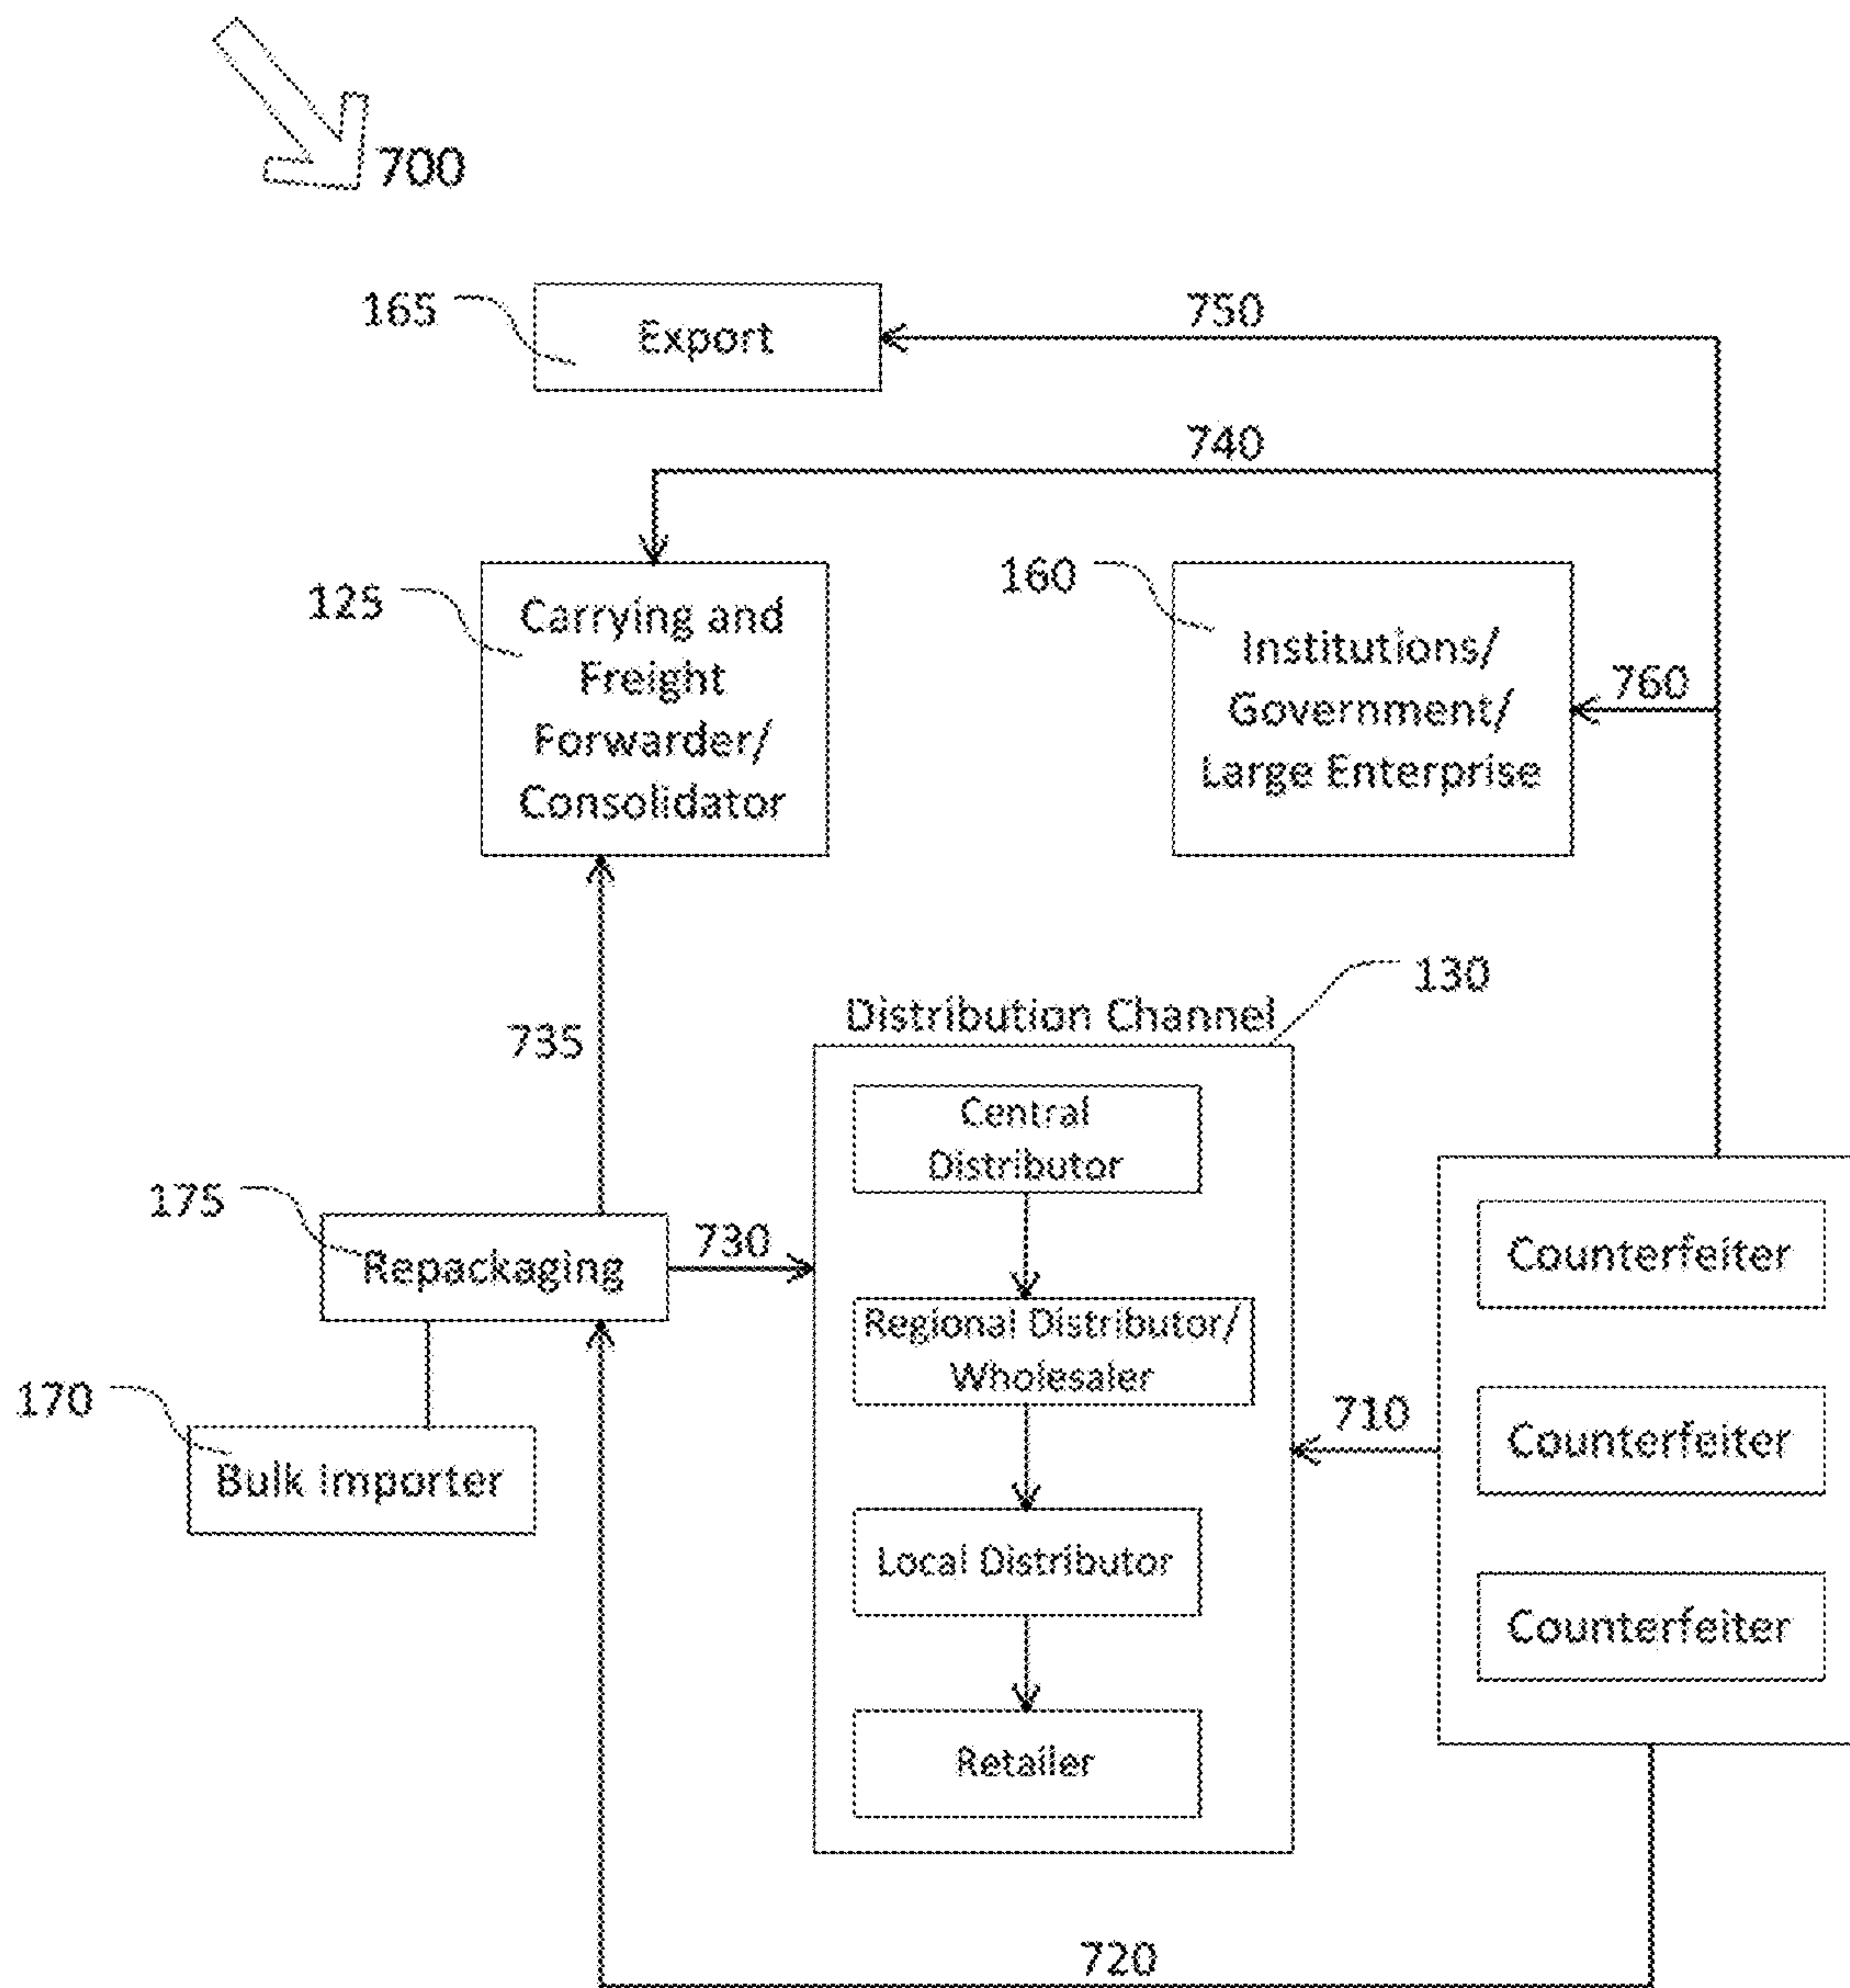 700
165
Export
750
740
125
Carrying and
Freight
Forwarder/
Consolidator
160
Institutions/
Government/
Large Enterprise
760
735
130
Distribution Channel
Central
Distributor
175
Repackaging
730
Regional Distributor/
Wholesaler
170
Bulk Importer
Local Distributor
Retailer
710
Counterfeiter
Counterfeiter
Counterfeiter
720